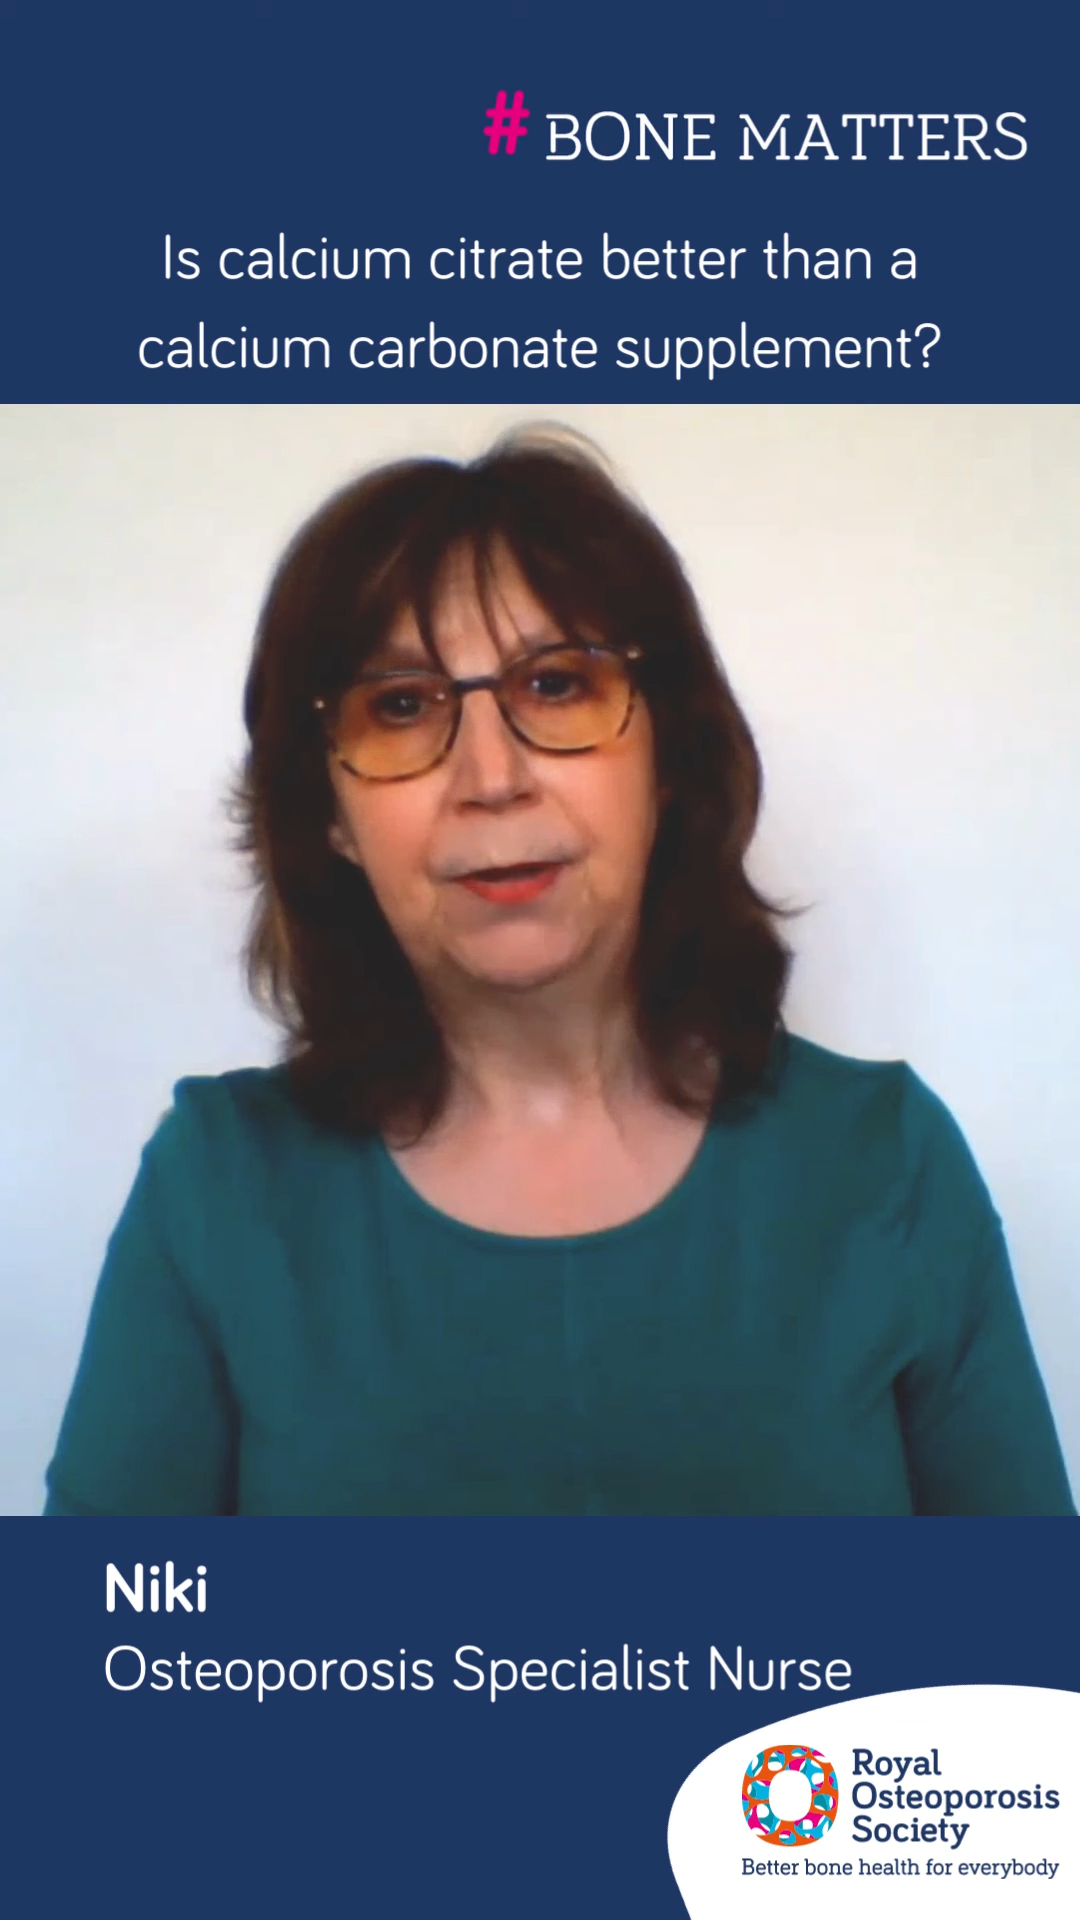 # BONE MATTERS
Is calcium citrate better than a
calcium carbonate supplement?
Niki
Osteoporosis Specialist Nurse
Royal
Osteoporosis
Society
Better bone health for everybody